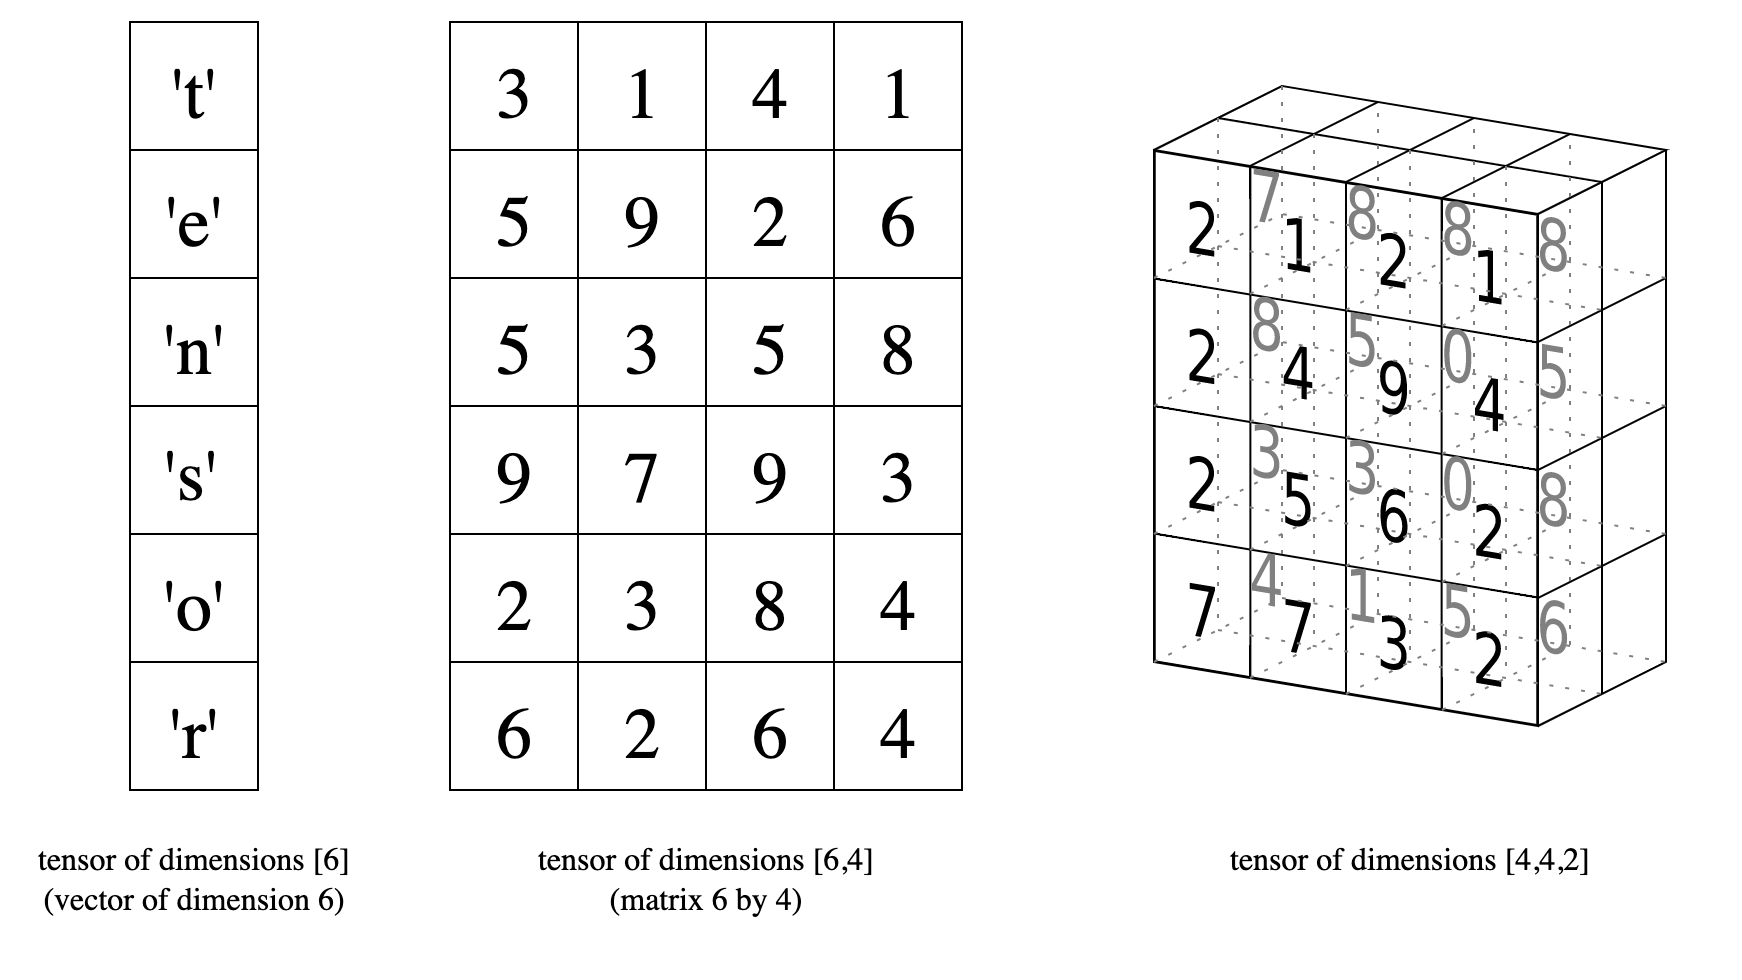 't'
'e'
'n'
's'
'o'
'r'
tensor of dimensions [6]
(vector of dimension 6)
3 1 4 1
5 9 2 6
5 3 5 8
9 7 9 3
2 3 8 4
6 2 6 4
tensor of dimensions [6,4]
(matrix 6 by 4)
2 7 1 8 2 8 1 8
2 8 4 5 9 0 4 5
2 3 5 3 6 0 2 8
7 4 7 1 3 5 2 6
tensor of dimensions [4,4,2]